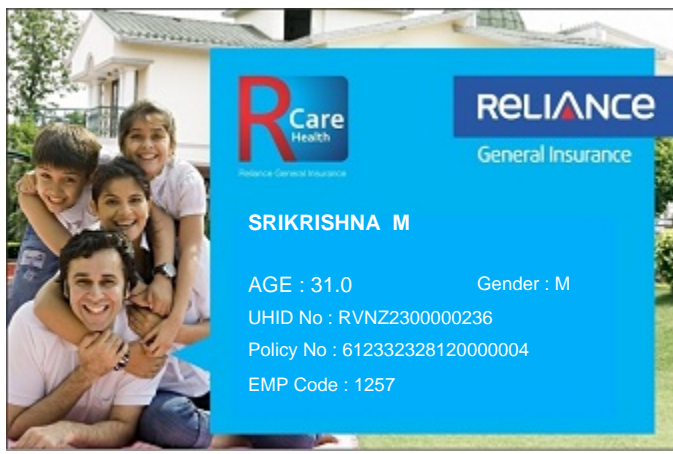 R Care
Health
Reliance General Insurance
RELIANCE
General Insurance
SRIKRISHNA  M
AGE : 31.0
Gender : M
UHID No : RVNZ2300000236
Policy No : 612332328120000004
EMP Code : 1257